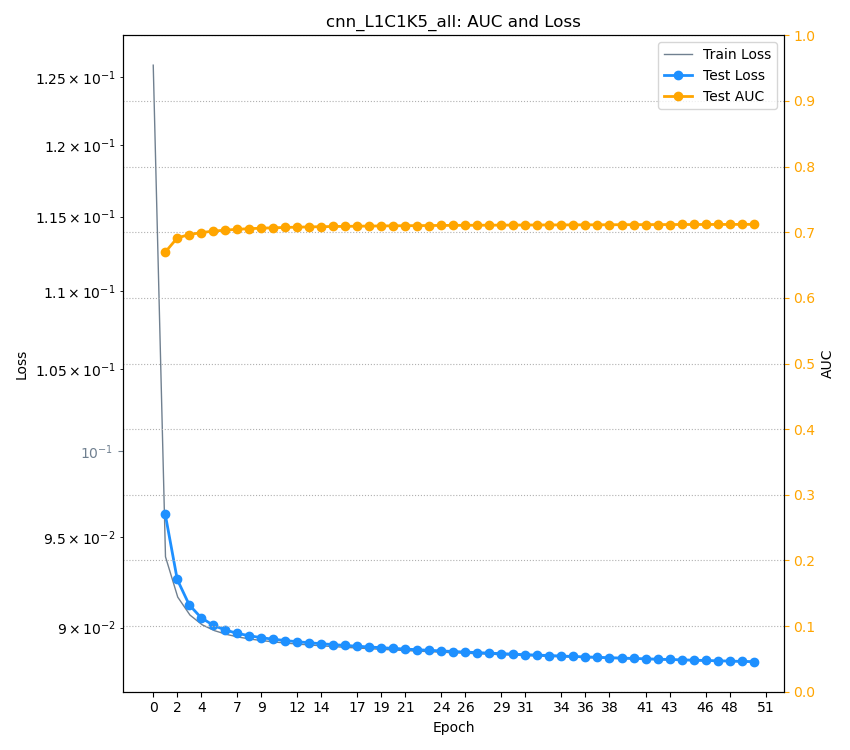 cnn_L1C1K5_all: AUC and Loss
Train Loss
Test Loss
Test AUC
1.25 × 10⁻¹
1.2 × 10⁻¹
1.15 × 10⁻¹
1.1 × 10⁻¹
1.05 × 10⁻¹
10⁻¹
9.5 × 10⁻²
9 × 10⁻²
Loss
1.0
0.9
0.8
0.7
0.6
0.5
0.4
0.3
0.2
0.1
0.0
AUC
0 2 4 7 9 12 14 17 19 21 24 26 29 31 34 36 38 41 43 46 48 51
Epoch